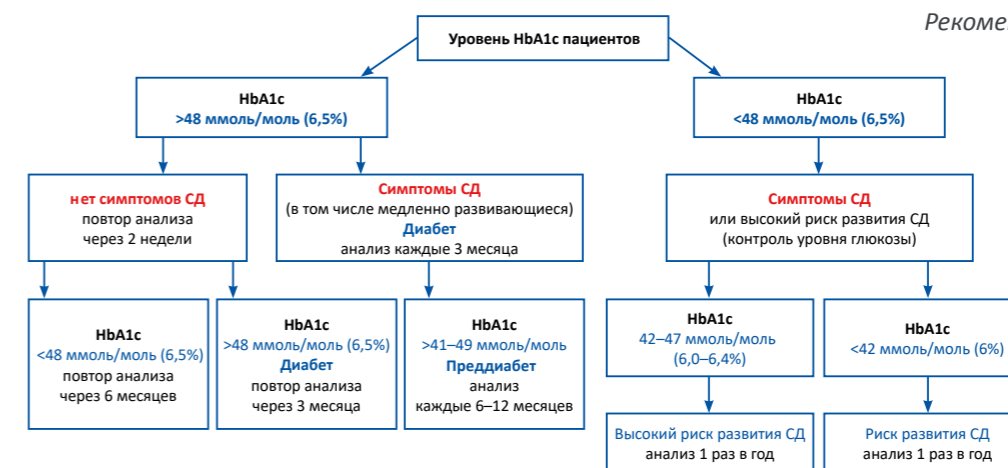 Рекоме
Уровень HbA1c пациентов
HbA1c
>48 ммоль/моль (6,5%)
HbA1c
<48 ммоль/моль (6,5%)
нет симптомов СД
повтор анализа
через 2 недели
Симптомы СД
(в том числе медленно развивающиеся)
Диабет
анализ каждые 3 месяца
Симптомы СД
или высокий риск развития СД
(контроль уровня глюкозы)
HbA1c
<48 ммоль/моль (6,5%)
повтор анализа
через 6 месяцев
HbA1c
>48 ммоль/моль (6,5%)
Диабет
повтор анализа
через 3 месяца
HbA1c
>41–49 ммоль/моль
Преддиабет
анализ
каждые 6–12 месяцев
HbA1c
42–47 ммоль/моль
(6,0–6,4%)
HbA1c
<42 ммоль/моль (6%)
Высокий риск развития СД
анализ 1 раз в год
Риск развития СД
анализ 1 раз в год